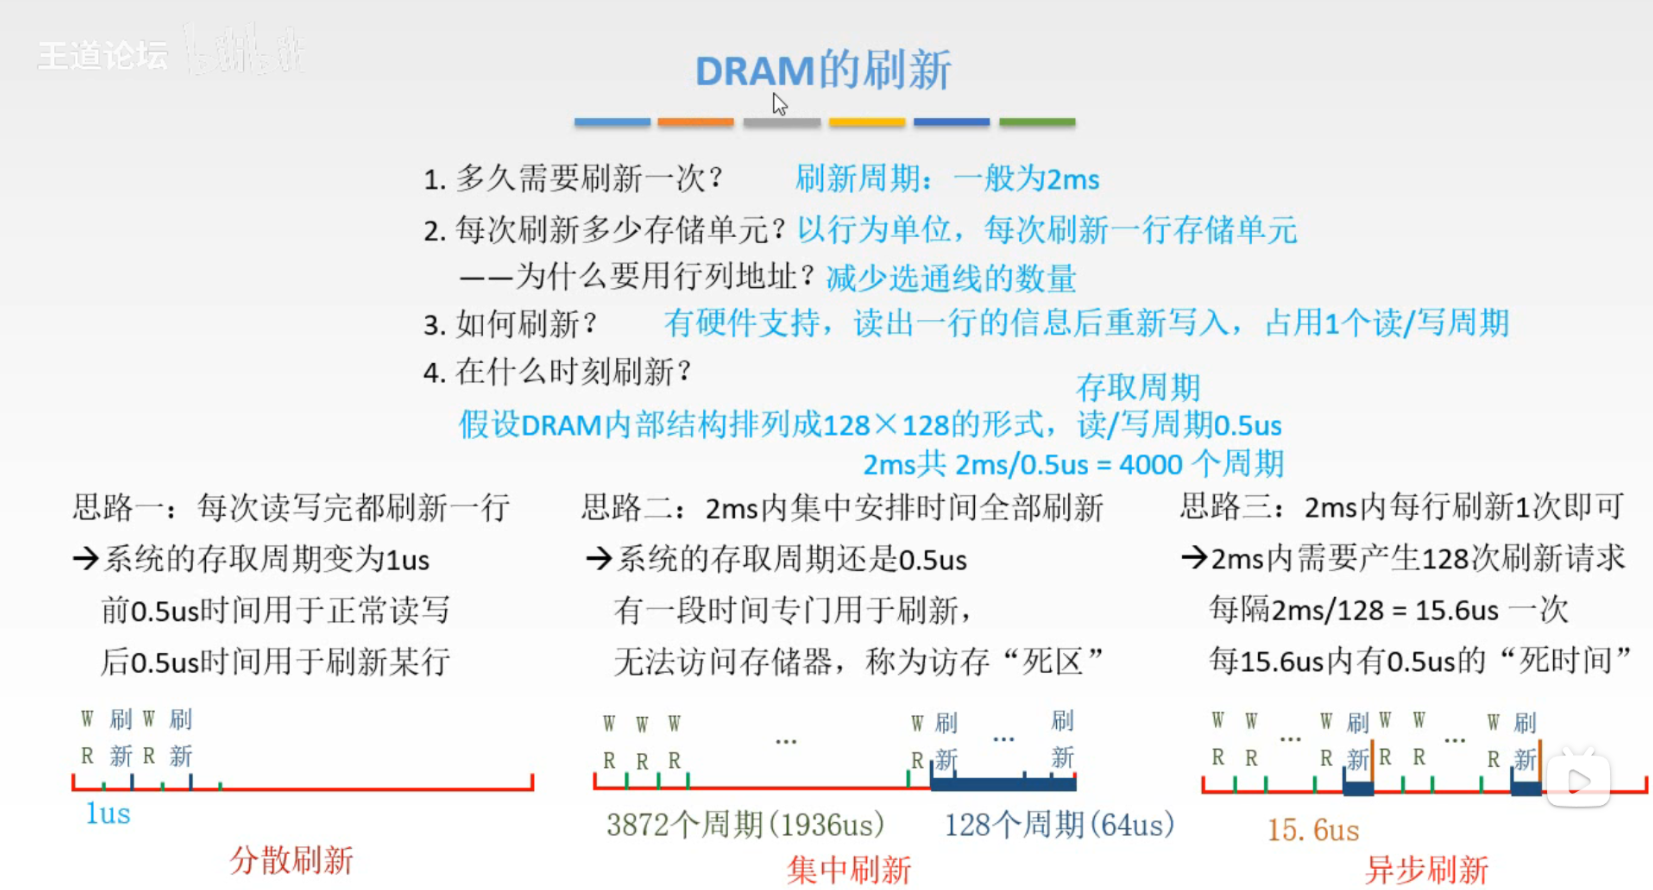 王道论坛
DRAM的刷新
1. 多久需要刷新一次？ 刷新周期：一般为2ms
2. 每次刷新多少存储单元？以行为单位，每次刷新一行存储单元
——为什么要用行列地址？减少选通线的数量
3. 如何刷新？ 有硬件支持，读出一行的信息后重新写入，占用1个读/写周期
4. 在什么时刻刷新？
存取周期
假设DRAM内部结构排列成128×128的形式，读/写周期0.5us
2ms共 2ms/0.5us = 4000 个周期
思路一：每次读写完都刷新一行
→系统的存取周期变为1us
前0.5us时间用于正常读写
后0.5us时间用于刷新某行
W 刷 W 刷
R 新 R 新
1us
分散刷新
思路二：2ms内集中安排时间全部刷新
→系统的存取周期还是0.5us
有一段时间专门用于刷新，
无法访问存储器，称为访存“死区”
W W W ... W 刷 ... 刷
R R R R 新 新
3872个周期(1936us) 128个周期(64us)
集中刷新
思路三：2ms内每行刷新1次即可
→2ms内需要产生128次刷新请求
每隔2ms/128 = 15.6us 一次
每15.6us内有0.5us的“死时间”
W W ... W 刷 W W ... W 刷
R R R 新 R R R 新
15.6us
异步刷新